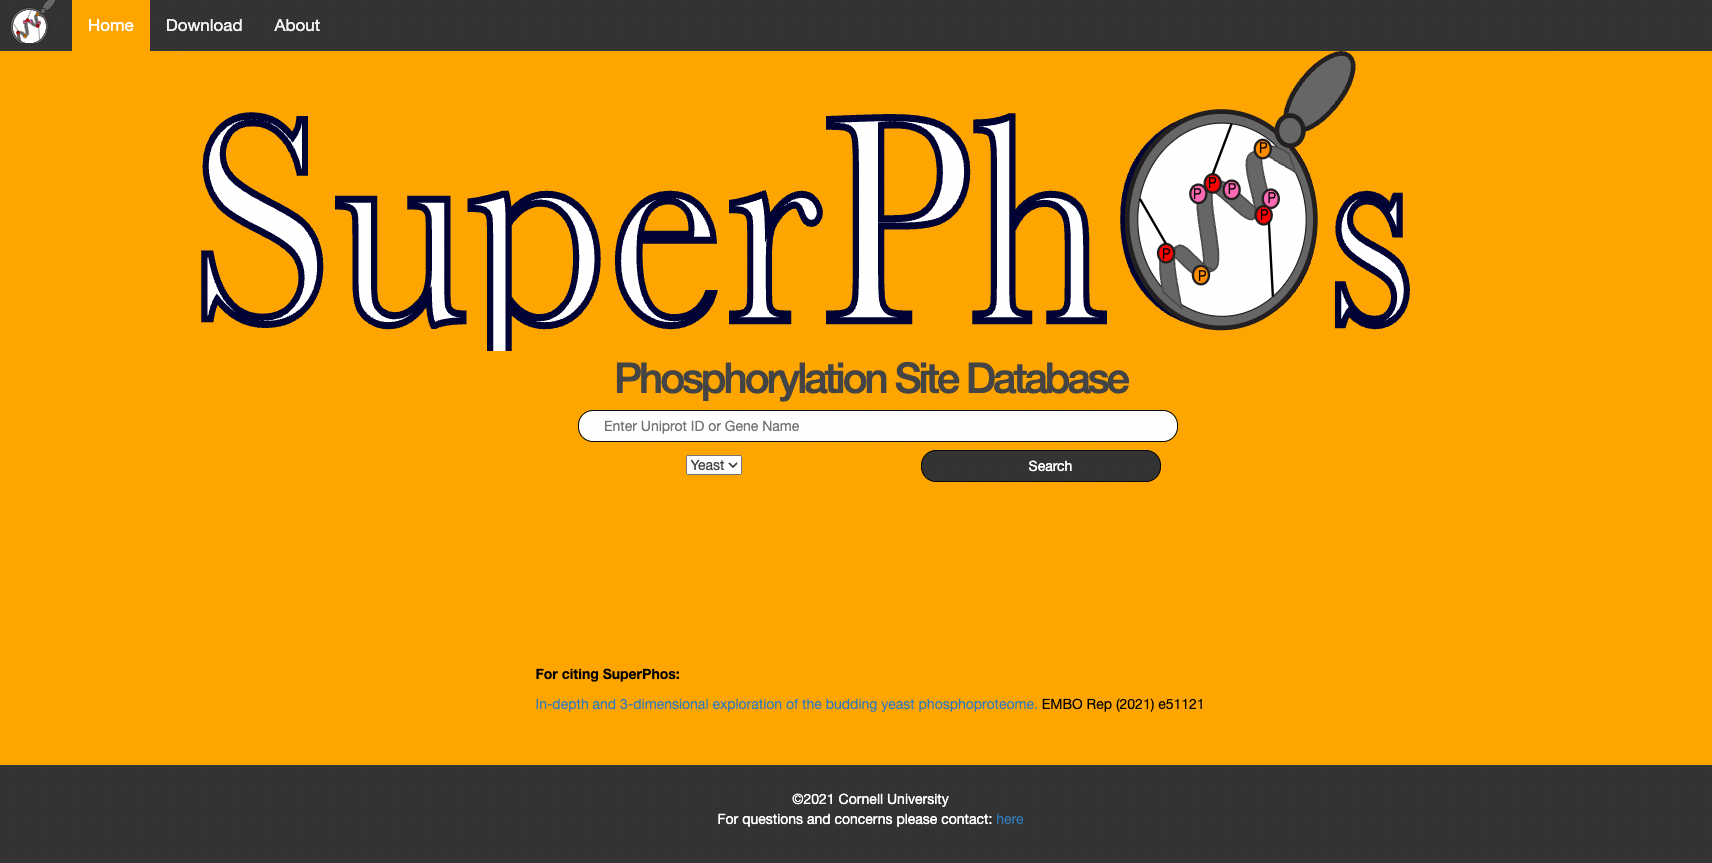 Home Download About
SuperPhos
P
P P P P
P
P
P
Phosphorylation Site Database
Enter Uniprot ID or Gene Name
Yeast Search
For citing SuperPhos:
In-depth and 3-dimensional exploration of the budding yeast phosphoproteome. EMBO Rep (2021) e51121
©2021 Cornell University
For questions and concerns please contact: here